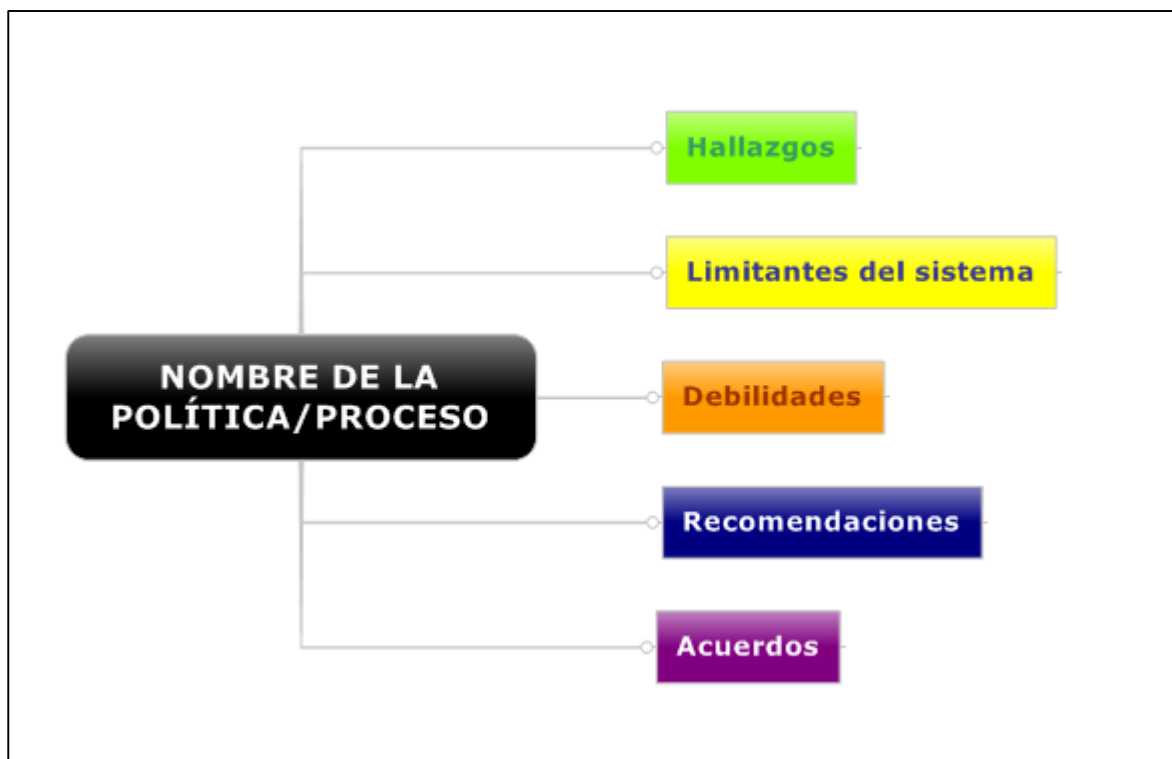 Hallazgos
Limitantes del sistema
NOMBRE DE LA
POLÍTICA/PROCESO
Debilidades
Recomendaciones
Acuerdos